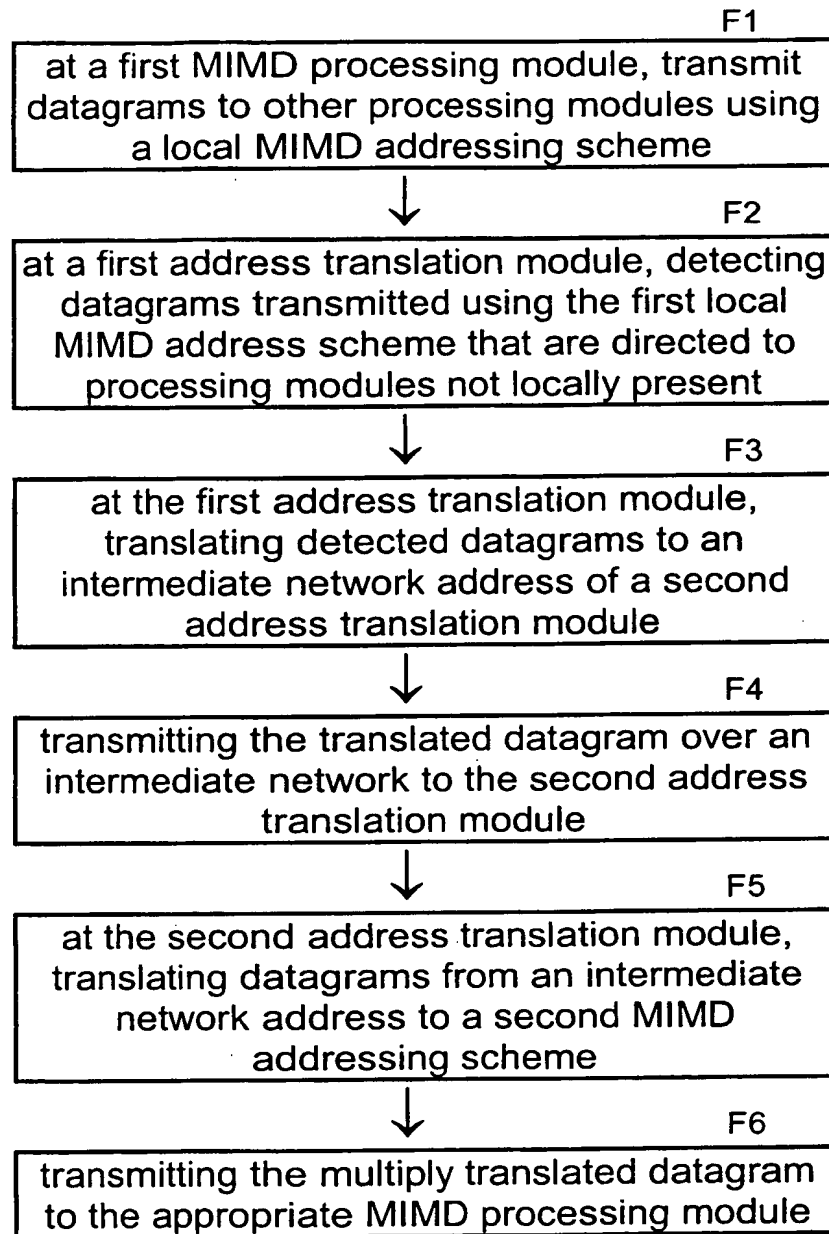 F1
at a first MIMD processing module, transmit
datagrams to other processing modules using
a local MIMD addressing scheme
F2
at a first address translation module, detecting
datagrams transmitted using the first local
MIMD address scheme that are directed to
processing modules not locally present
F3
at the first address translation module,
translating detected datagrams to an
intermediate network address of a second
address translation module
F4
transmitting the translated datagram over an
intermediate network to the second address
translation module
F5
at the second address translation module,
translating datagrams from an intermediate
network address to a second MIMD
addressing scheme
F6
transmitting the multiply translated datagram
to the appropriate MIMD processing module